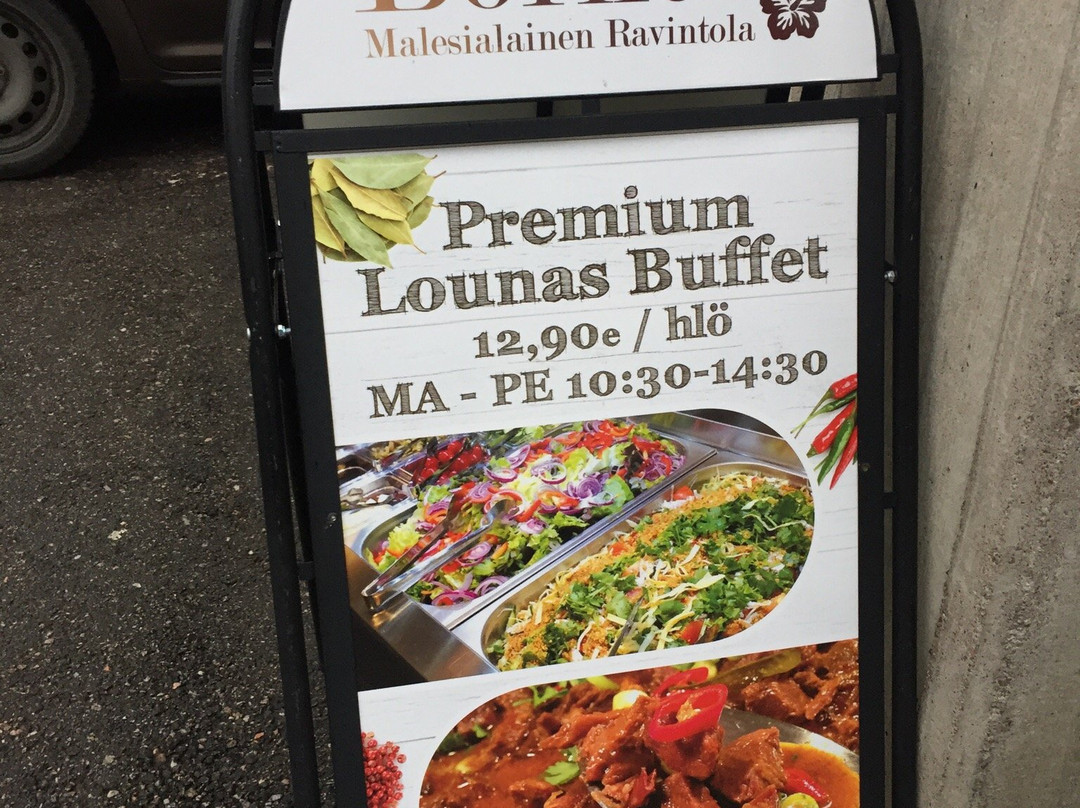 Malesialainen Ravintola
Premium
Lounas Buffet
12,90e / hlö
MA - PE 10:30-14:30